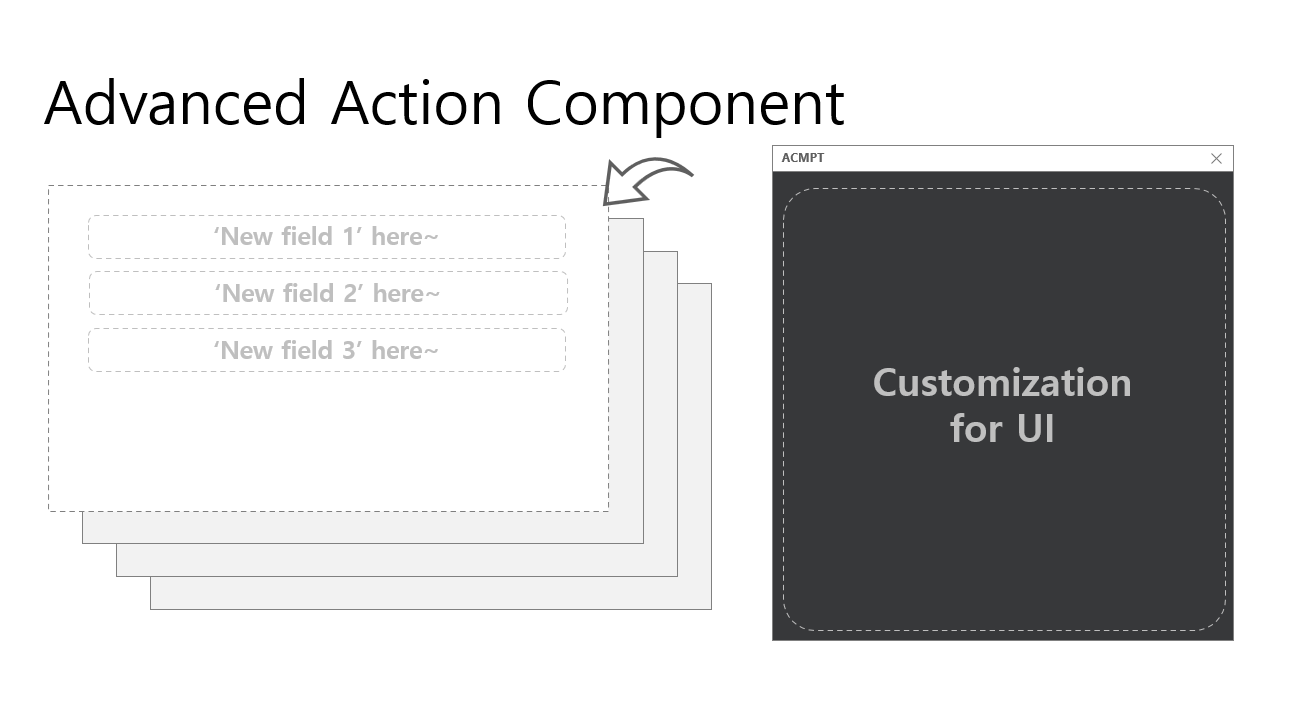 Advanced Action Component
‘New field 1’ here~
‘New field 2’ here~
‘New field 3’ here~
ACMPT
Customization
for UI